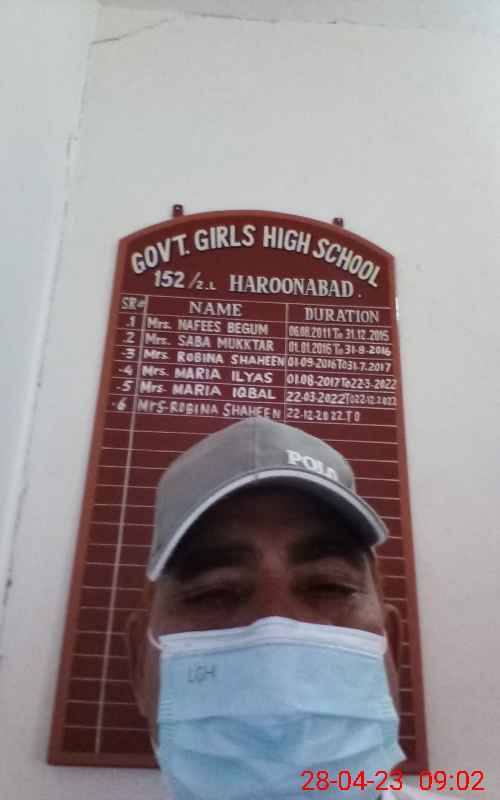 GOV'T. GIRLS HIGH SCHOOL
152/2.L HAROONABAD.
SR# NAME DURATION
.1 Mrs. NAFEES BEGUM 06.08.2011 To 31.12.2015
.2 Mrs. SABA MUKKTAR 01.01.2016 To 31-8-2016
-3 Mrs. ROBINA SHAHEEN 01-09-2016 TO 31.7.2017
-4 Mrs. MARIA ILYAS 01-08-2017 To 22-3-2022
-5 Mrs. MARIA IQBAL 22-03-2022 TO 22-12-2022
-6 Mrs-ROBINA SHAHEEN 22-12-2022. TO
POLO
UGH
28-04-23 09:02